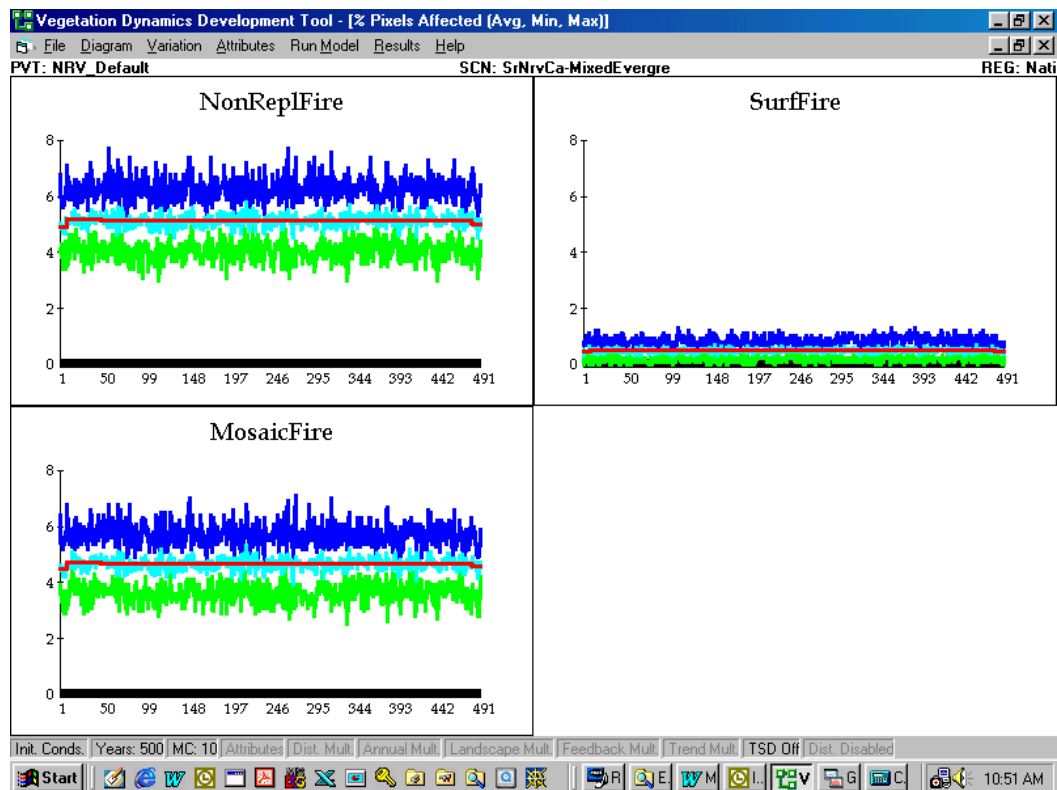 Vegetation Dynamics Development Tool - [% Pixels Affected (Avg, Min, Max)]
File Diagram Variation Attributes Run Model Results Help
PVT: NRV_Default SCN: SrNrvCa-MixedEvergre REG: Nati
NonReplFire
8
6
4
2
0
1 50 99 148 197 246 295 344 393 442 491
SurfFire
8
6
4
2
0
1 50 99 148 197 246 295 344 393 442 491
MosaicFire
8
6
4
2
0
1 50 99 148 197 246 295 344 393 442 491
Init. Conds. Years: 500 MC: 10 Attributes Dist. Mult. Annual Mult. Landscape Mult. Feedback Mult. Trend Mult. TSD Off Dist. Disabled
Start R E. W M I.. V G C. 10:51 AM